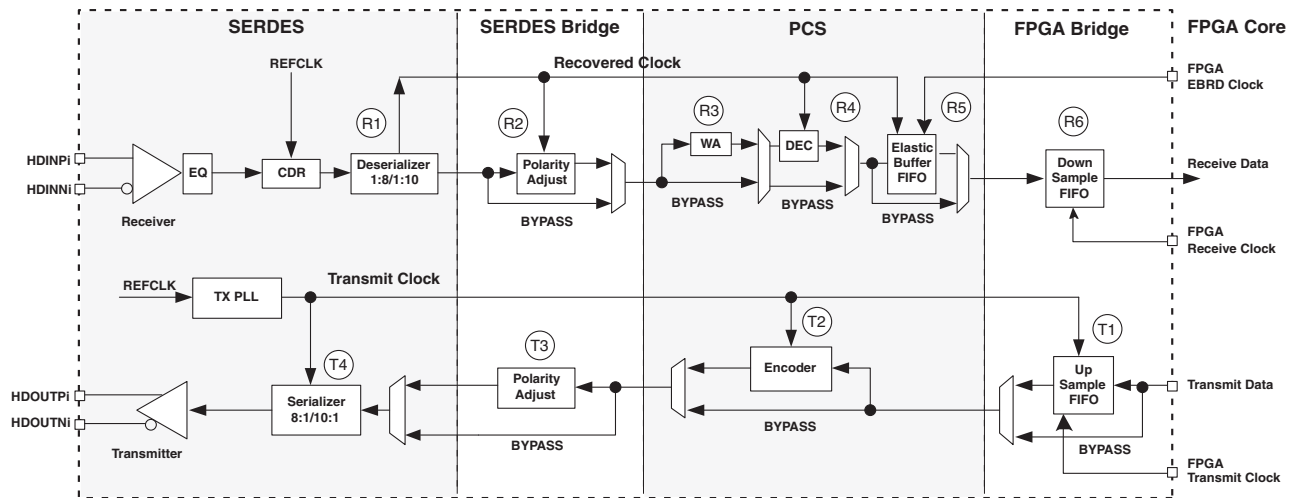 SERDES
SERDES Bridge
PCS
FPGA Bridge
FPGA Core
REFCLK
Recovered Clock
FPGA
EBRD Clock
R1
R2
R3
R4
R5
R6
HDINPi
HDINNi
EQ
CDR
Deserializer
1:8/1:10
Polarity
Adjust
WA
DEC
Elastic
Buffer
FIFO
Down
Sample
FIFO
Receive Data
Receiver
BYPASS
BYPASS
BYPASS
BYPASS
FPGA
Receive Clock
REFCLK
TX PLL
Transmit Clock
T4
T3
T2
T1
HDOUTPi
HDOUTNi
Serializer
8:1/10:1
Polarity
Adjust
Encoder
Up
Sample
FIFO
Transmit Data
Transmitter
BYPASS
BYPASS
BYPASS
FPGA
Transmit Clock